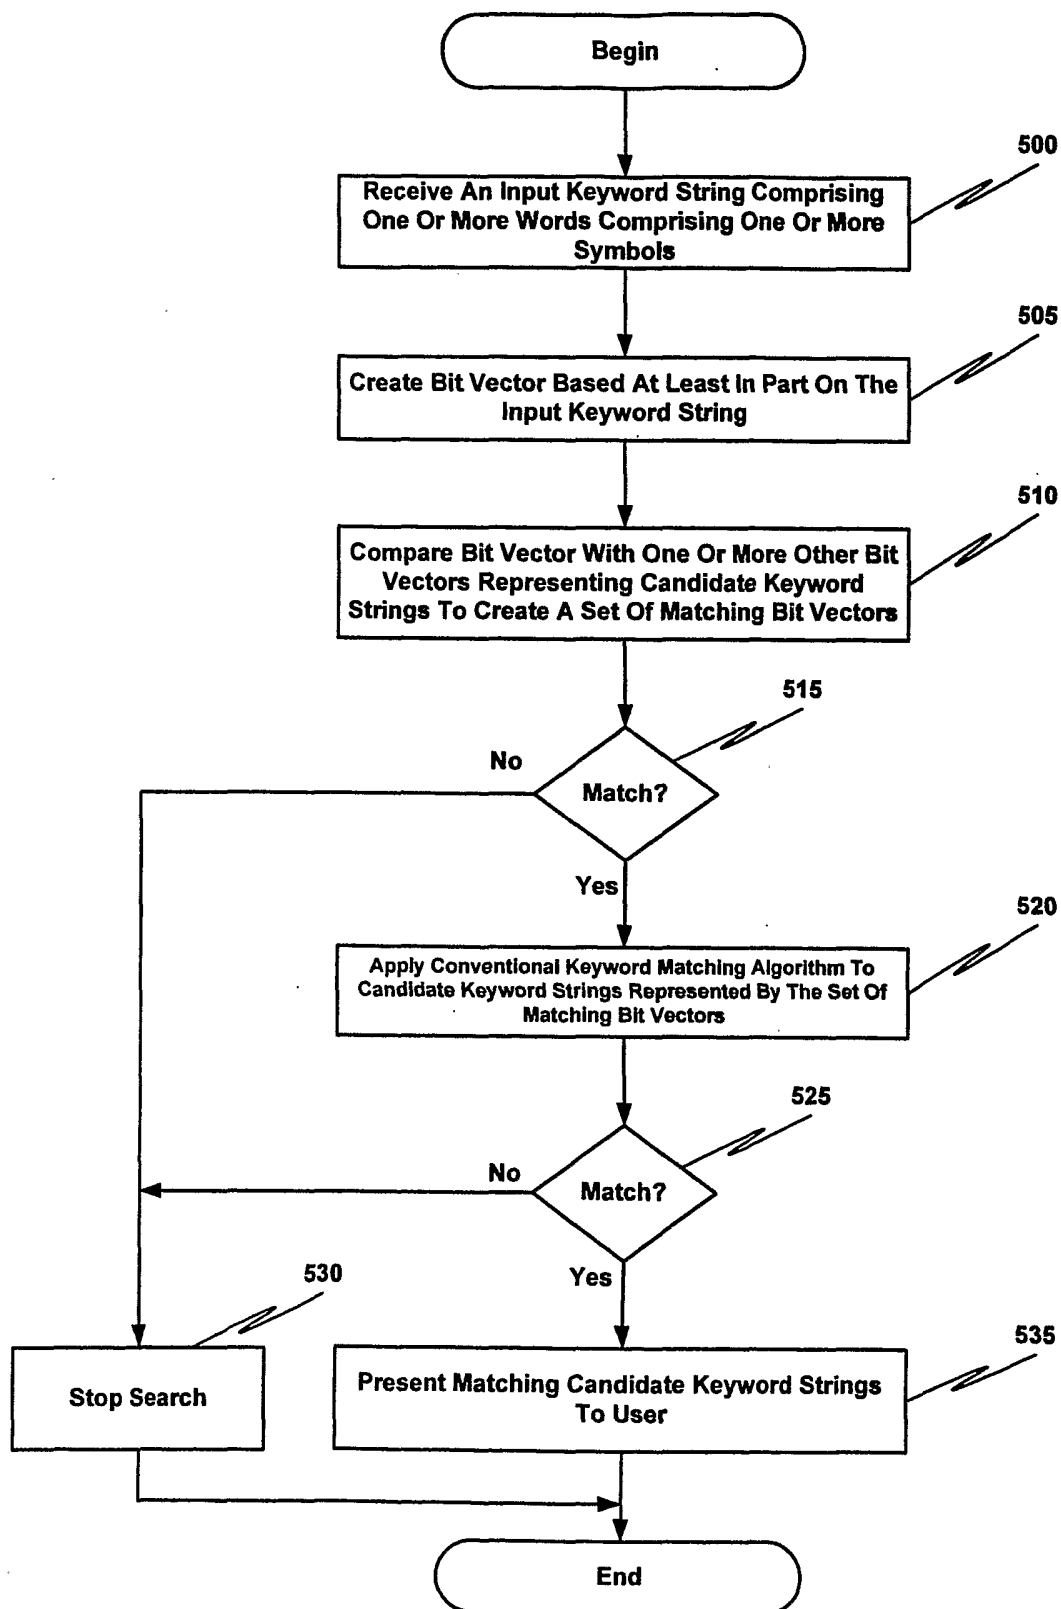 Begin
500
Receive An Input Keyword String Comprising
One Or More Words Comprising One Or More
Symbols
505
Create Bit Vector Based At Least In Part On The
Input Keyword String
510
Compare Bit Vector With One Or More Other Bit
Vectors Representing Candidate Keyword
Strings To Create A Set Of Matching Bit Vectors
515
No
Match?
Yes
520
Apply Conventional Keyword Matching Algorithm To
Candidate Keyword Strings Represented By The Set Of
Matching Bit Vectors
525
No
Match?
Yes
530
Stop Search
535
Present Matching Candidate Keyword Strings
To User
End